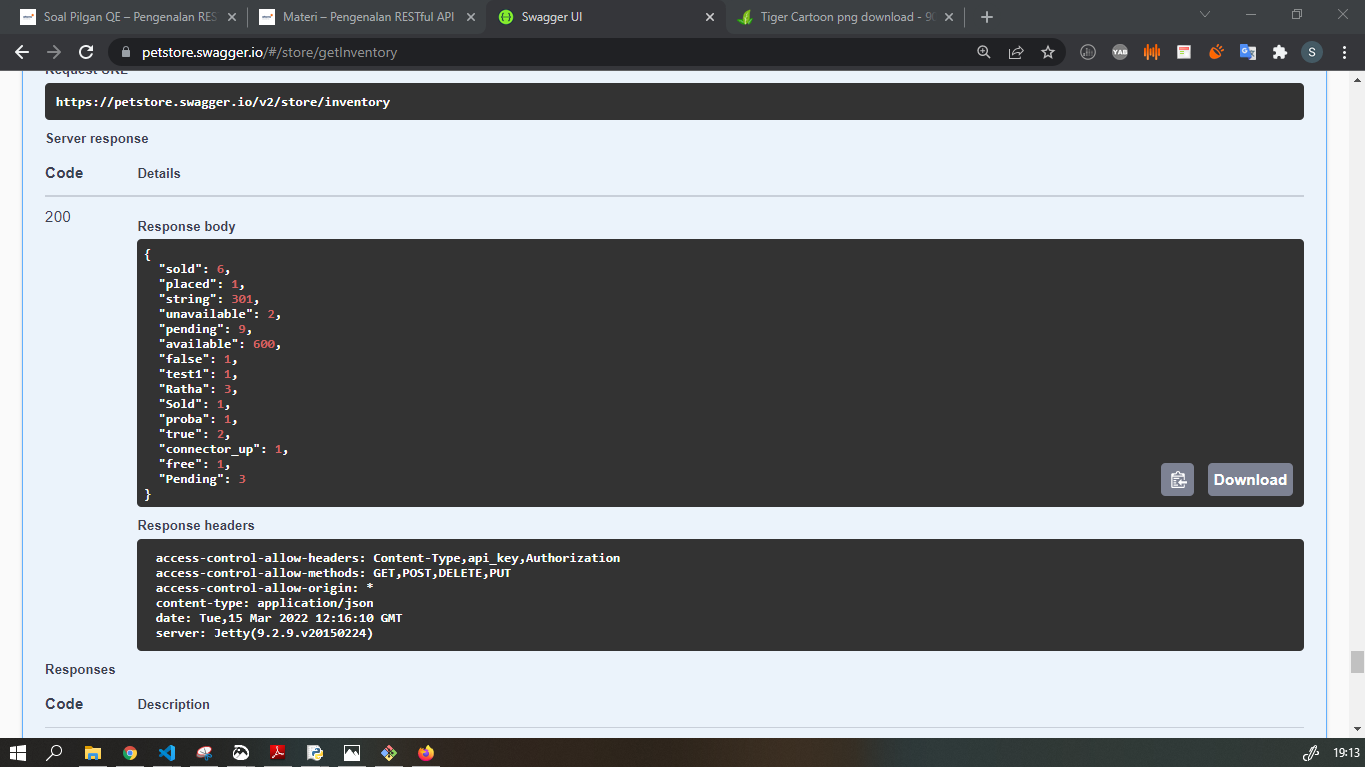 Soal Pilgan QE – Pengenalan RES
Materi – Pengenalan RESTful API
Swagger UI
Tiger Cartoon png download - 90
petstore.swagger.io/#/store/getInventory
YAB
S
Request URL
https://petstore.swagger.io/v2/store/inventory
Server response
Code Details
200
Response body
{
"sold": 6,
"placed": 1,
"string": 301,
"unavailable": 2,
"pending": 9,
"available": 600,
"false": 1,
"test1": 1,
"Ratha": 3,
"Sold": 1,
"proba": 1,
"true": 2,
"connector_up": 1,
"free": 1,
"Pending": 3
}
Download
Response headers
access-control-allow-headers: Content-Type,api_key,Authorization
access-control-allow-methods: GET,POST,DELETE,PUT
access-control-allow-origin: *
content-type: application/json
date: Tue,15 Mar 2022 12:16:10 GMT
server: Jetty(9.2.9.v20150224)
Responses
Code Description
19:13